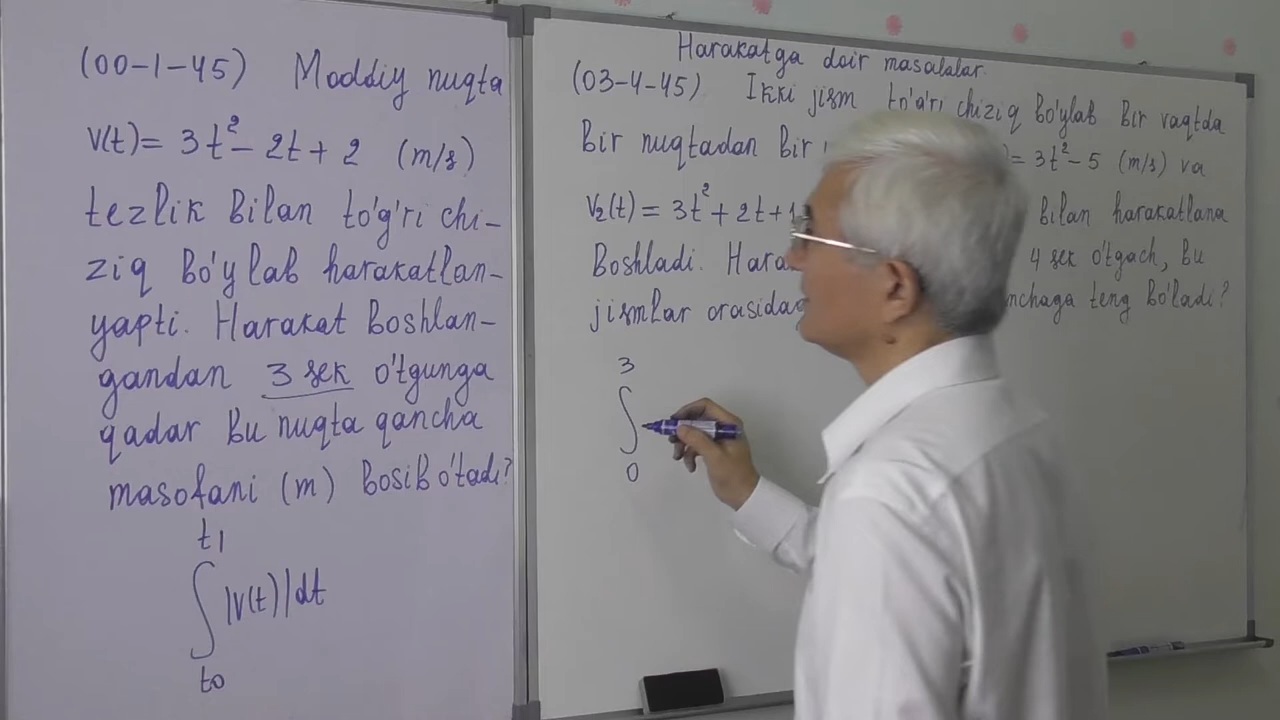 (00-1-45) Moddiy nuqta
V(t)= 3t² - 2t + 2 (m/s)
tezlik bilan to'g'ri chi-
ziq bo'ylab harakatlan-
yapti. Harakat boshlan-
gandan 3 sek o'tgunga
qadar bu nuqta qancha
masofani (m) bosib o'tadi?
t1
∫ |V(t)|dt
t0
Harakatga doir masalalar.
(03-4-45) Ikki jism to'g'ri chiziq bo'ylab bir vaqtda
bir nuqtadan bir )= 3t² - 5 (m/s) va
V2(t) = 3t² + 2t + 1 bilan harakatlana
boshladi. Hara 4 sek o'tgach, bu
jismlar orasidag nchaga teng bo'ladi?
3
∫
0